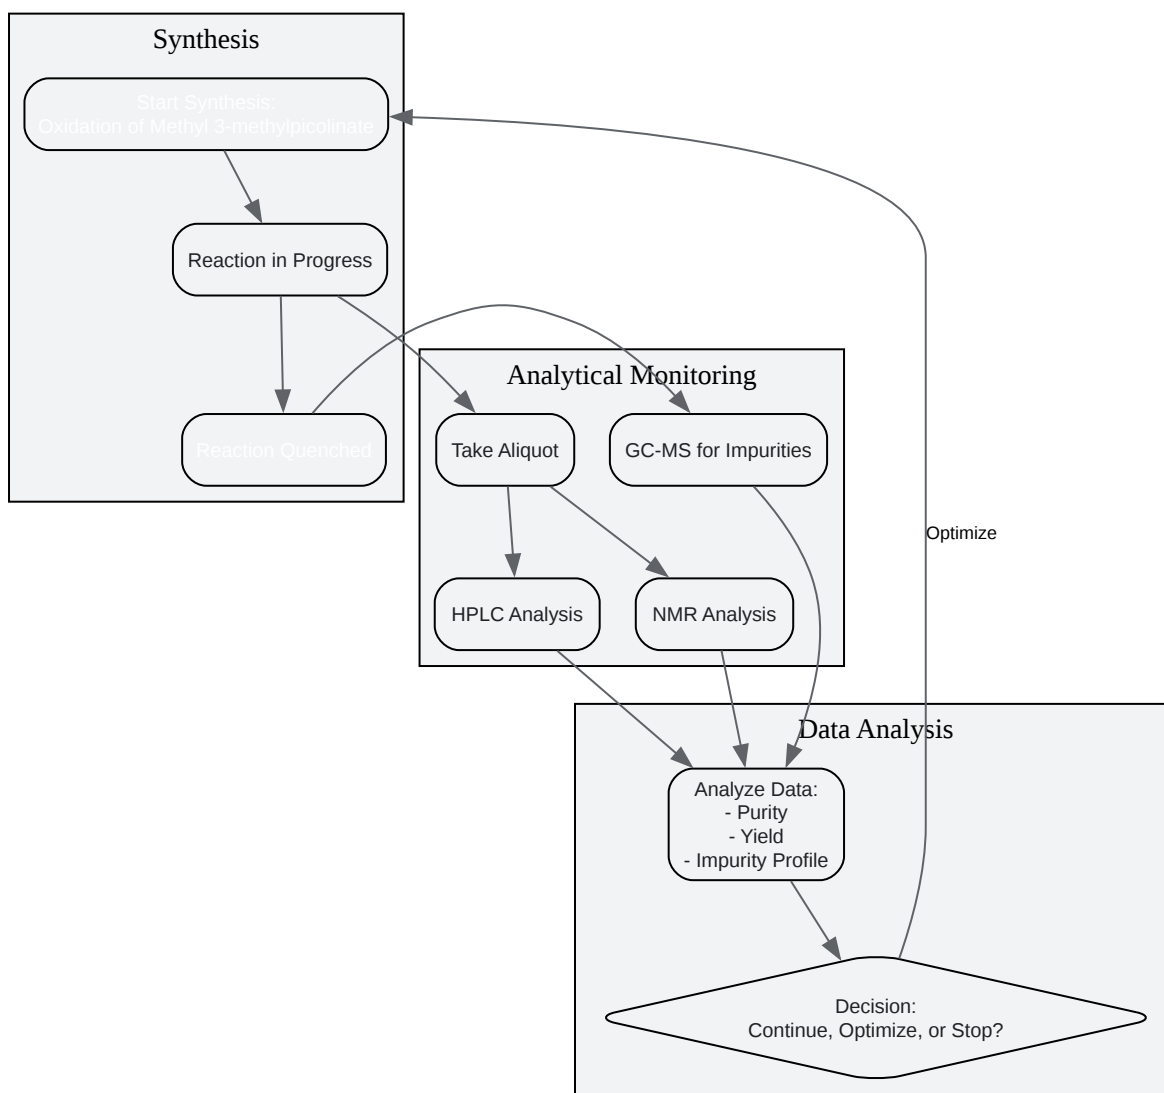 Synthesis
Start Synthesis:
Oxidation of Methyl 3-methylpicolinate
Reaction in Progress
Reaction Quenched
Analytical Monitoring
Take Aliquot
GC-MS for Impurities
HPLC Analysis
NMR Analysis
Optimize
Data Analysis
Analyze Data:
- Purity
- Yield
- Impurity Profile
Decision:
Continue, Optimize, or Stop?